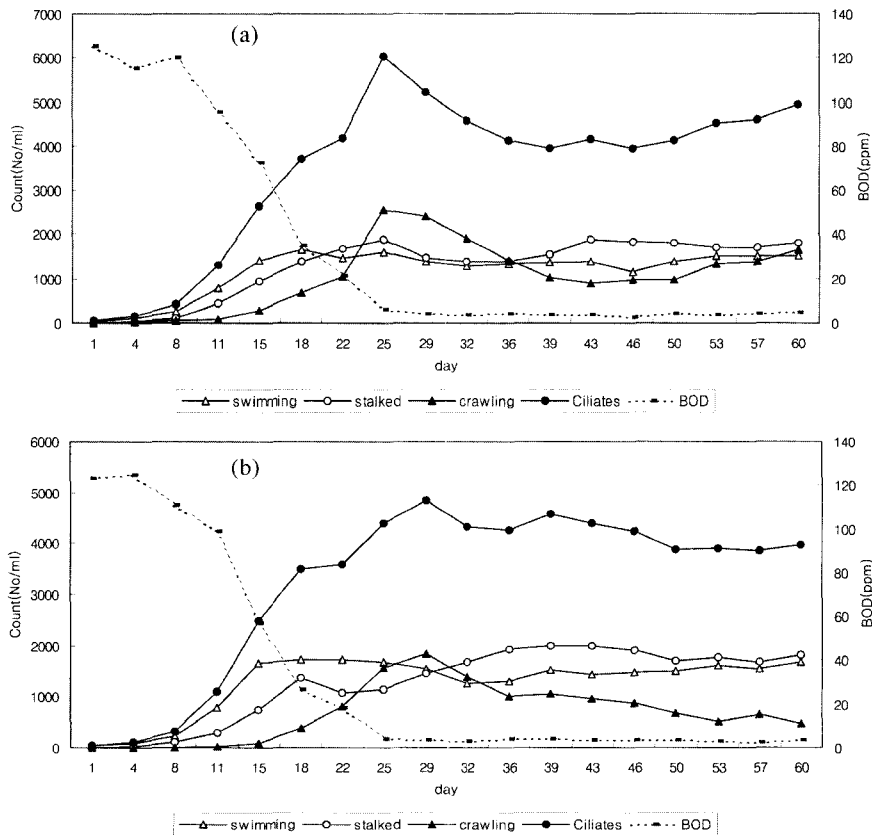 (a)
Count(No/ml)
7000
6000
5000
4000
3000
2000
1000
0
BOD(ppm)
140
120
100
80
60
40
20
0
1 4 8 11 15 18 22 25 29 32 36 39 43 46 50 53 57 60
day
swimming stalked crawling Ciliates BOD
(b)
Count(No/ml)
6000
5000
4000
3000
2000
1000
0
BOD(ppm)
140
120
100
80
60
40
20
0
1 4 8 11 15 18 22 25 29 32 36 39 43 46 50 53 57 60
day
swimming stalked crawling Ciliates BOD